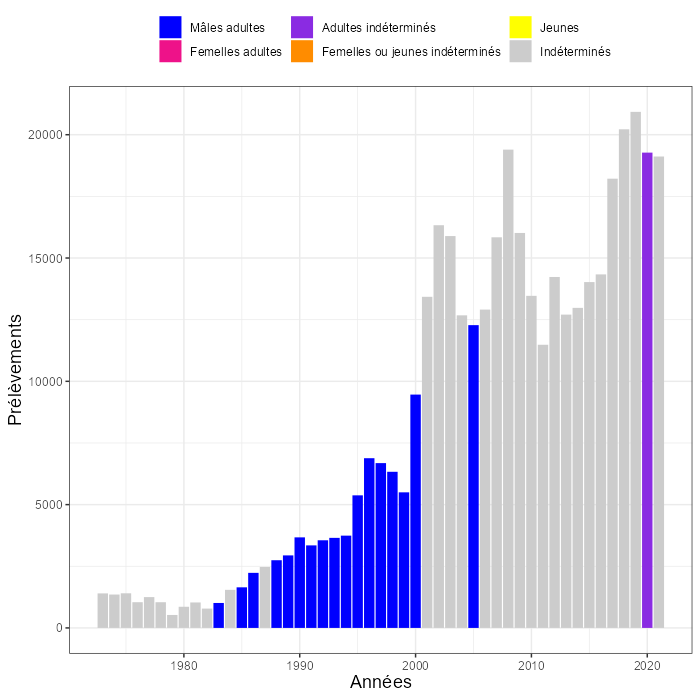 Mâles adultes Adultes indéterminés Jeunes
Femelles adultes Femelles ou jeunes indéterminés Indéterminés
20000
15000
10000
5000
0
Prélèvements
1980 1990 2000 2010 2020
Années